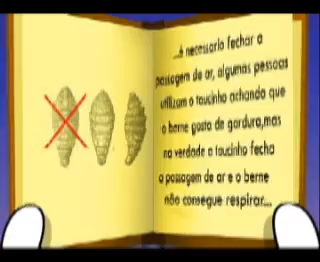 ...é necessario fechar a
passagem de ar, algumas pessoas
utilizam o toucinho achando que
o berne gosta de gordura,mas
na verdade o toucinho fecha
a passagem de ar e o berne
não consegue respirar...